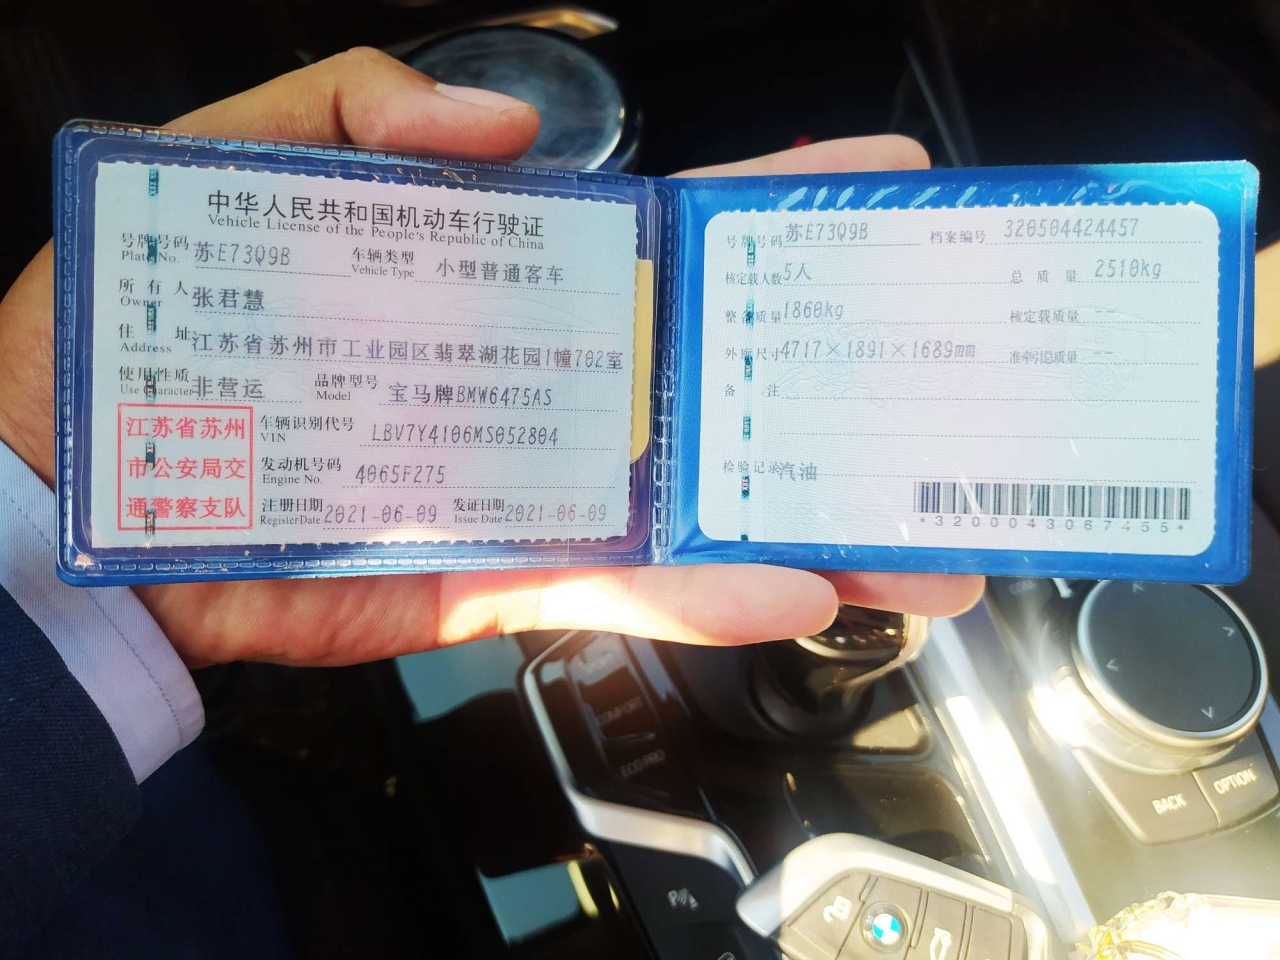 中华人民共和国机动车行驶证
Vehicle License of the People's Republic of China
号牌号码 苏E73Q9B 车辆类型 小型普通客车
Plate No. Vehicle Type
所有人 张君慧
Owner
住址 江苏省苏州市工业园区翡翠湖花园1幢702室
Address
使用性质 非营运 品牌型号 宝马牌BMW6475AS
Use Character Model
江苏省苏州
市公安局交
通警察支队
车辆识别代号 LBV7Y4106MS052804
VIN
发动机号码 4065F275
Engine No.
注册日期 2021-06-09 发证日期 2021-06-09
Register Date Issue Date
号牌号码 苏E73Q9B 档案编号 320504424457
核定载人数 5人 总质量 2510kg
整备质量 1860kg 核定载质量 --
外廓尺寸 4717×1891×1689mm 准牵引总质量 --
备注
检验记录 汽油
*3200043067455*
SPORT
COMFORT
ECO PRO
BACK
OPTION